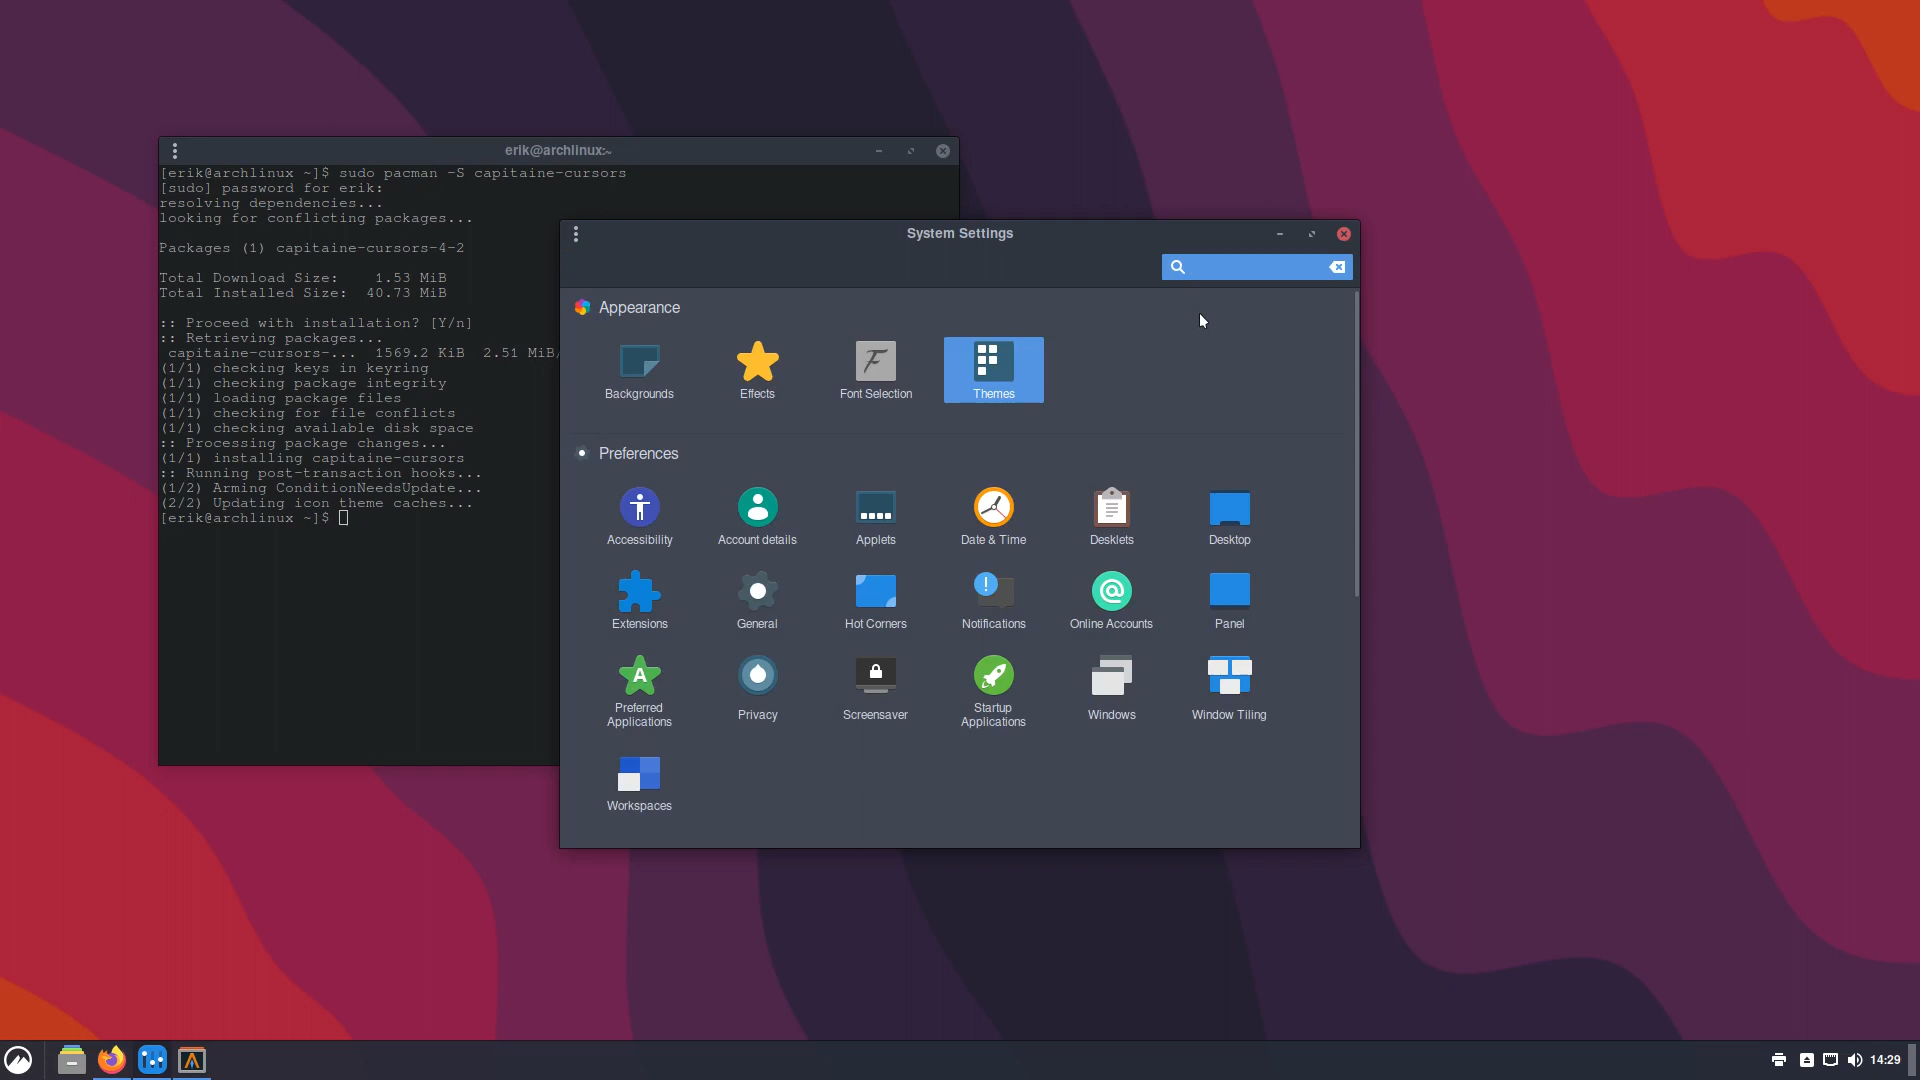 erik@archlinux:~
[erik@archlinux ~]$ sudo pacman -S capitaine-cursors
[sudo] password for erik:
resolving dependencies...
looking for conflicting packages...
Packages (1) capitaine-cursors-4-2
Total Download Size:    1.53 MiB
Total Installed Size:  40.73 MiB
:: Proceed with installation? [Y/n]
:: Retrieving packages...
capitaine-cursors-...  1569.2 KiB  2.51 MiB/
(1/1) checking keys in keyring
(1/1) checking package integrity
(1/1) loading package files
(1/1) checking for file conflicts
(1/1) checking available disk space
:: Processing package changes...
(1/1) installing capitaine-cursors
:: Running post-transaction hooks...
(1/2) Arming ConditionNeedsUpdate...
(2/2) Updating icon theme caches...
[erik@archlinux ~]$
System Settings
Appearance
Backgrounds Effects Font Selection Themes
Preferences
Accessibility Account details Applets Date & Time Desklets Desktop
Extensions General Hot Corners Notifications Online Accounts Panel
Preferred Applications Privacy Screensaver Startup Applications Windows Window Tiling
Workspaces
14:29